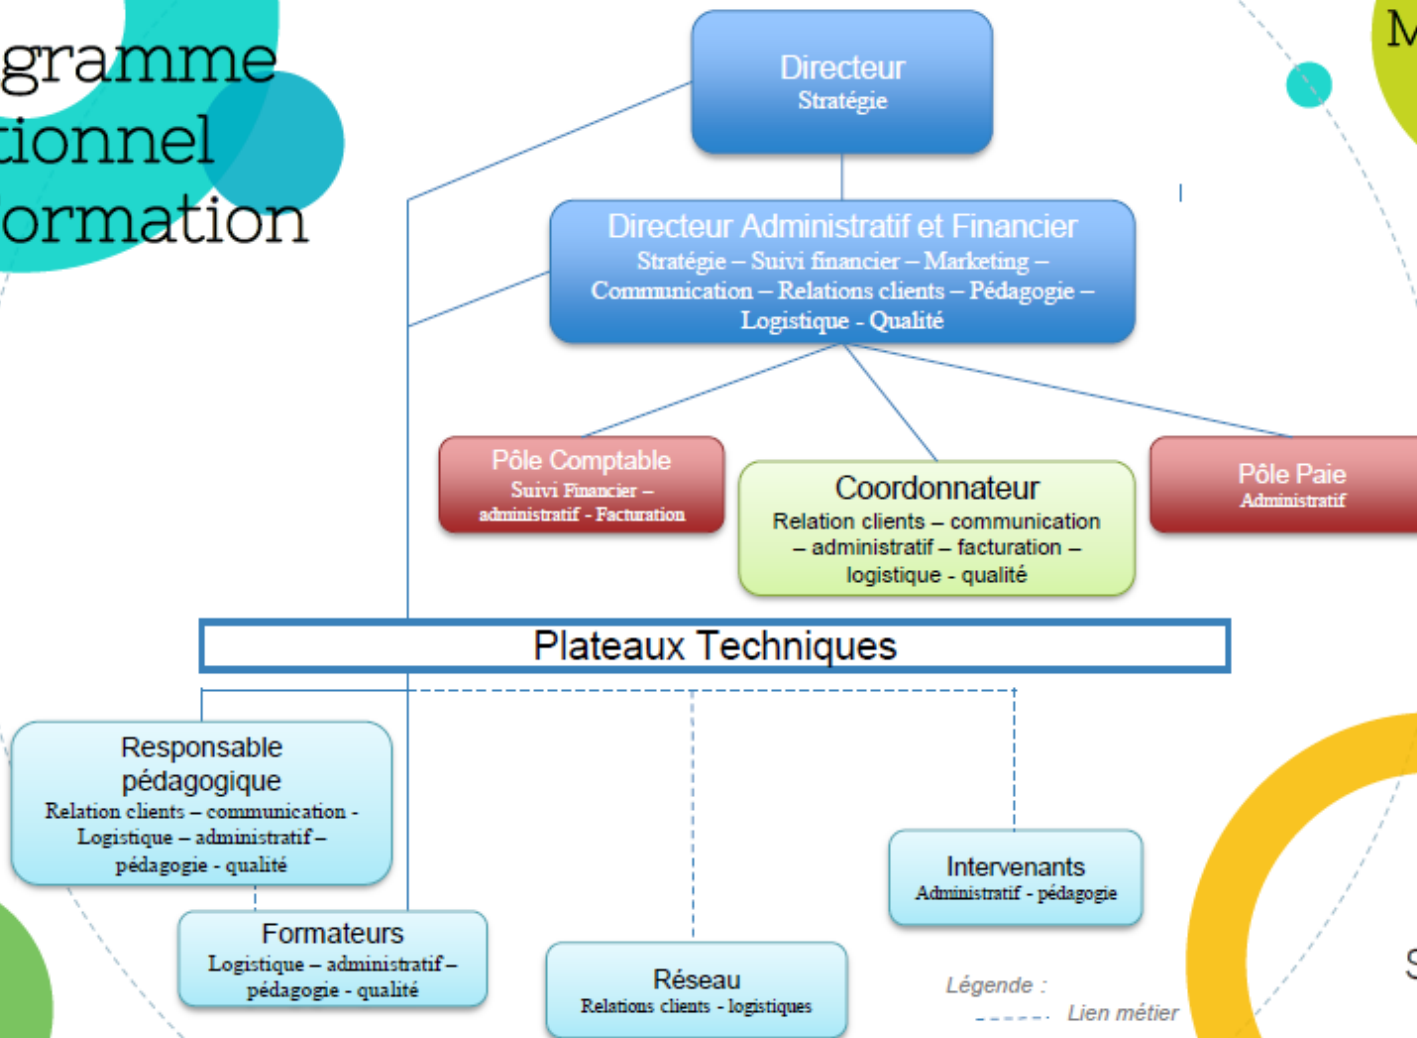 gramme
tionnel
ormation
M
Directeur
Stratégie
Directeur Administratif et Financier
Stratégie – Suivi financier – Marketing –
Communication – Relations clients – Pédagogie –
Logistique - Qualité
Pôle Comptable
Suivi Financier –
administratif - Facturation
Coordonnateur
Relation clients – communication
– administratif – facturation –
logistique - qualité
Pôle Paie
Administratif
Plateaux Techniques
Responsable
pédagogique
Relation clients – communication -
Logistique – administratif –
pédagogie - qualité
Formateurs
Logistique – administratif –
pédagogie - qualité
Réseau
Relations clients - logistiques
Intervenants
Administratif - pédagogie
Légende :
Lien métier
S